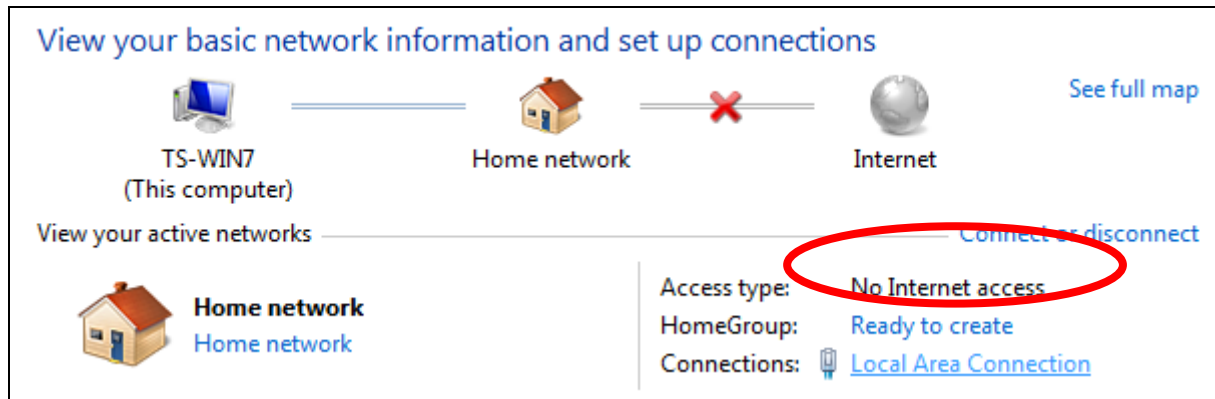 View your basic network information and set up connections
See full map
TS-WIN7
(This computer)
Home network
Internet
View your active networks
Connect or disconnect
Home network
Home network
Access type: No Internet access
HomeGroup: Ready to create
Connections: Local Area Connection